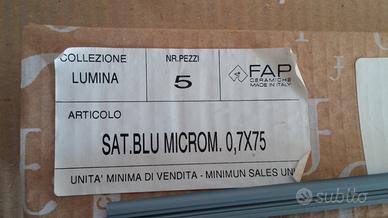 COLLEZIONE
LUMINA
NR.PEZZI
5
FAP
CERAMICHE
MADE IN ITALY
ARTICOLO
SAT.BLU MICROM. 0,7X75
UNITA' MINIMA DI VENDITA - MINIMUN SALES UNI
subito